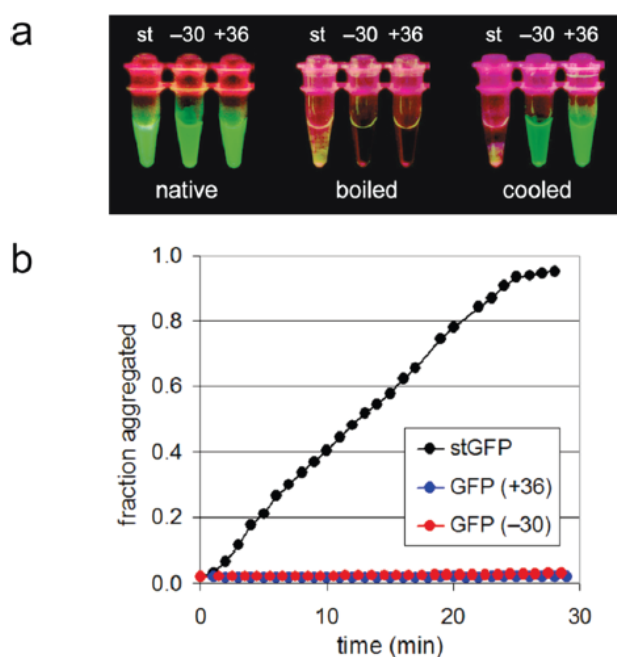 a
st –30 +36 st –30 +36 st –30 +36
native boiled cooled
b
1.0
0.8
0.6
0.4
0.2
0.0
fraction aggregated
stGFP
GFP (+36)
GFP (–30)
0 10 20 30
time (min)